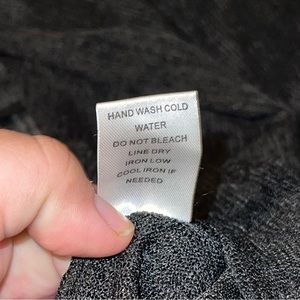 HAND WASH COLD
WATER
DO NOT BLEACH
LINE DRY
IRON LOW
COOL IRON IF
NEEDED